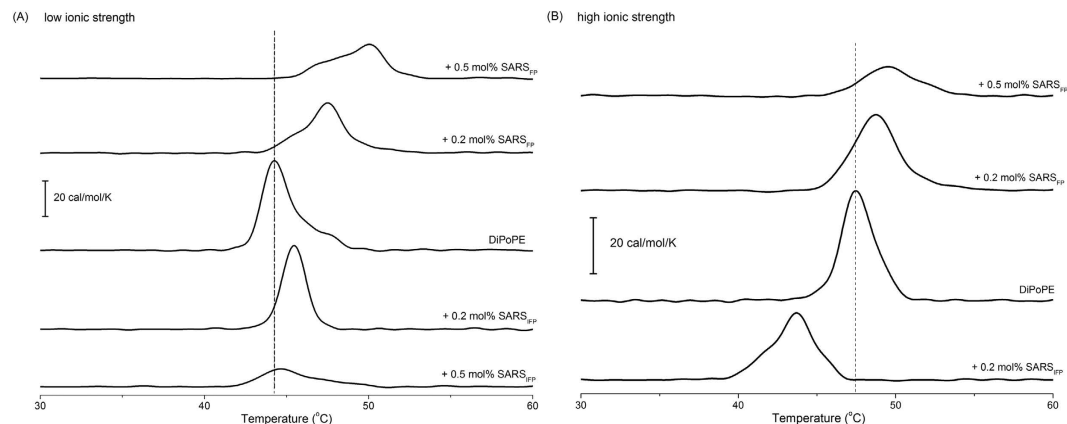 (A) low ionic strength
+ 0.5 mol% SARSFP
+ 0.2 mol% SARSFP
20 cal/mol/K
DiPoPE
+ 0.2 mol% SARSIFP
+ 0.5 mol% SARSIFP
30 40 50 60
Temperature (°C)
(B) high ionic strength
+ 0.5 mol% SARSFP
+ 0.2 mol% SARSFP
20 cal/mol/K
DiPoPE
+ 0.2 mol% SARSIFP
30 40 50 60
Temperature (°C)